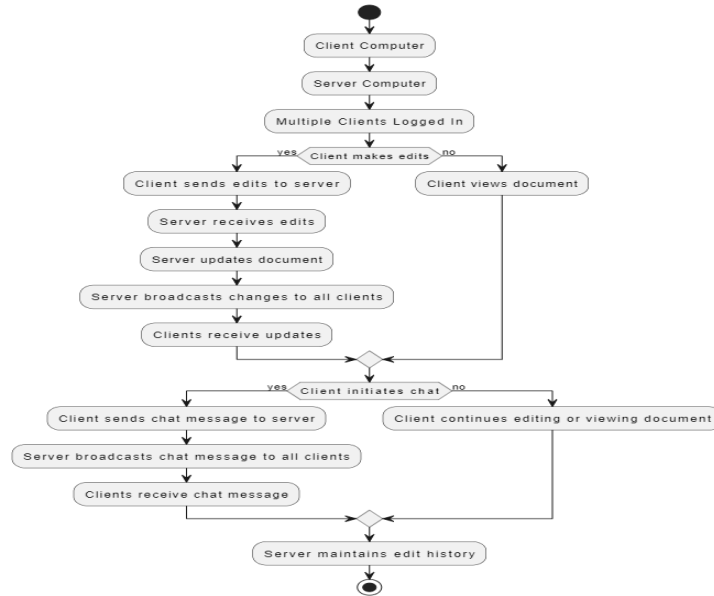 Client Computer
Server Computer
Multiple Clients Logged In
yes
Client makes edits
no
Client sends edits to server
Client views document
Server receives edits
Server updates document
Server broadcasts changes to all clients
Clients receive updates
yes
Client initiates chat
no
Client sends chat message to server
Client continues editing or viewing document
Server broadcasts chat message to all clients
Clients receive chat message
Server maintains edit history